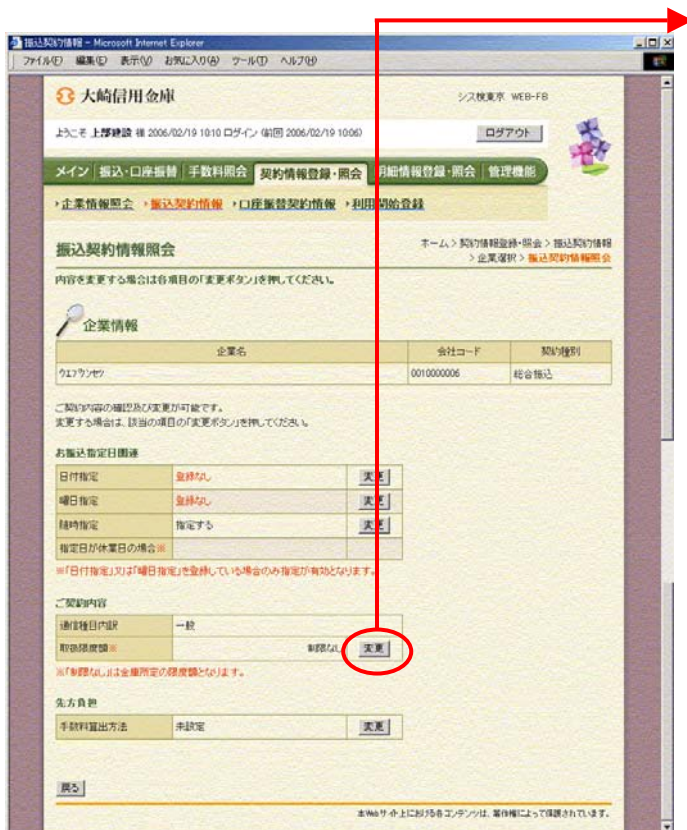 振込契約情報 - Microsoft Internet Explorer
ファイル(F) 編集(E) 表示(V) お気に入り(A) ツール(T) ヘルプ(H)
大崎信用金庫
シス検東京 WEB-FB
ようこそ 上野建設 様 2006/02/19 1010 ログイン (前回 2006/02/19 1006)
ログアウト
メイン 振込・口座振替 手数料照会 契約情報登録・照会 明細情報登録・照会 管理機能
企業情報照会 振込契約情報 口座振替契約情報 利用開始登録
振込契約情報照会
ホーム > 契約情報登録・照会 > 振込契約情報
> 企業選択 > 振込契約情報照会
内容を変更する場合は各項目の「変更ボタン」を押してください。
企業情報
企業名 会社コード 契約種別
0010000006 総合振込
ご契約内容の確認及び変更が可能です。
変更する場合は、該当の項目の「変更ボタン」を押してください。
お振込指定日関連
日付指定 登録なし 変更
曜日指定 登録なし 変更
随時指定 指定する 変更
指定日が休業日の場合※
※「日付指定」又は「曜日指定」を登録している場合のみ指定が有効となります。
ご契約内容
通信種目内訳 一般
取扱限度額※ 制限なし 変更
※「制限なし」は金庫所定の限度額となります。
先方負担
手数料算出方法 未設定 変更
戻る
本Webサイト上における各コンテンツは、著作権によって保護されています。